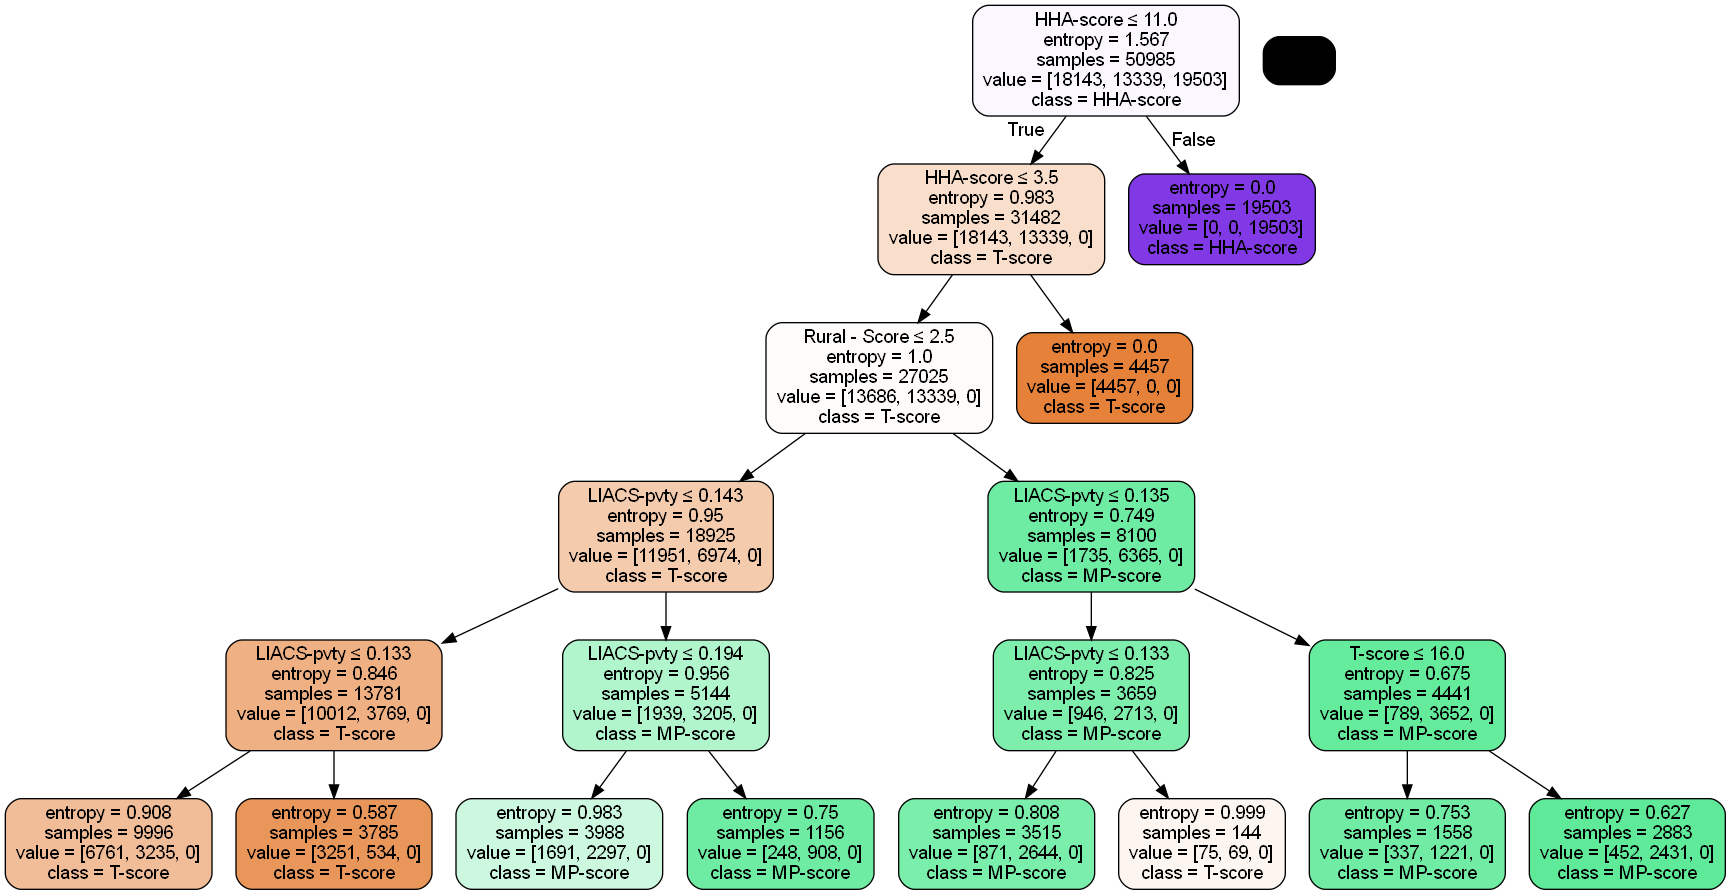 HHA-score ≤ 11.0
entropy = 1.567
samples = 50985
value = [18143, 13339, 19503]
class = HHA-score
True
False
HHA-score ≤ 3.5
entropy = 0.983
samples = 31482
value = [18143, 13339, 0]
class = T-score
entropy = 0.0
samples = 19503
value = [0, 0, 19503]
class = HHA-score
Rural - Score ≤ 2.5
entropy = 1.0
samples = 27025
value = [13686, 13339, 0]
class = T-score
entropy = 0.0
samples = 4457
value = [4457, 0, 0]
class = T-score
LIACS-pvty ≤ 0.143
entropy = 0.95
samples = 18925
value = [11951, 6974, 0]
class = T-score
LIACS-pvty ≤ 0.135
entropy = 0.749
samples = 8100
value = [1735, 6365, 0]
class = MP-score
LIACS-pvty ≤ 0.133
entropy = 0.846
samples = 13781
value = [10012, 3769, 0]
class = T-score
LIACS-pvty ≤ 0.194
entropy = 0.956
samples = 5144
value = [1939, 3205, 0]
class = MP-score
LIACS-pvty ≤ 0.133
entropy = 0.825
samples = 3659
value = [946, 2713, 0]
class = MP-score
T-score ≤ 16.0
entropy = 0.675
samples = 4441
value = [789, 3652, 0]
class = MP-score
entropy = 0.908
samples = 9996
value = [6761, 3235, 0]
class = T-score
entropy = 0.587
samples = 3785
value = [3251, 534, 0]
class = T-score
entropy = 0.983
samples = 3988
value = [1691, 2297, 0]
class = MP-score
entropy = 0.75
samples = 1156
value = [248, 908, 0]
class = MP-score
entropy = 0.808
samples = 3515
value = [871, 2644, 0]
class = MP-score
entropy = 0.999
samples = 144
value = [75, 69, 0]
class = T-score
entropy = 0.753
samples = 1558
value = [337, 1221, 0]
class = MP-score
entropy = 0.627
samples = 2883
value = [452, 2431, 0]
class = MP-score